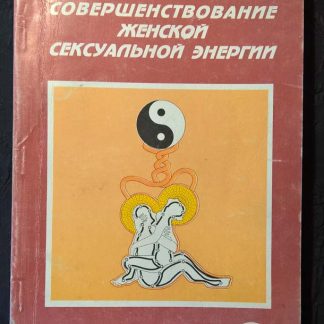 СОВЕРШЕНСТВОВАНИЕ
ЖЕНСКОЙ
СЕКСУАЛЬНОЙ ЭНЕРГИИ